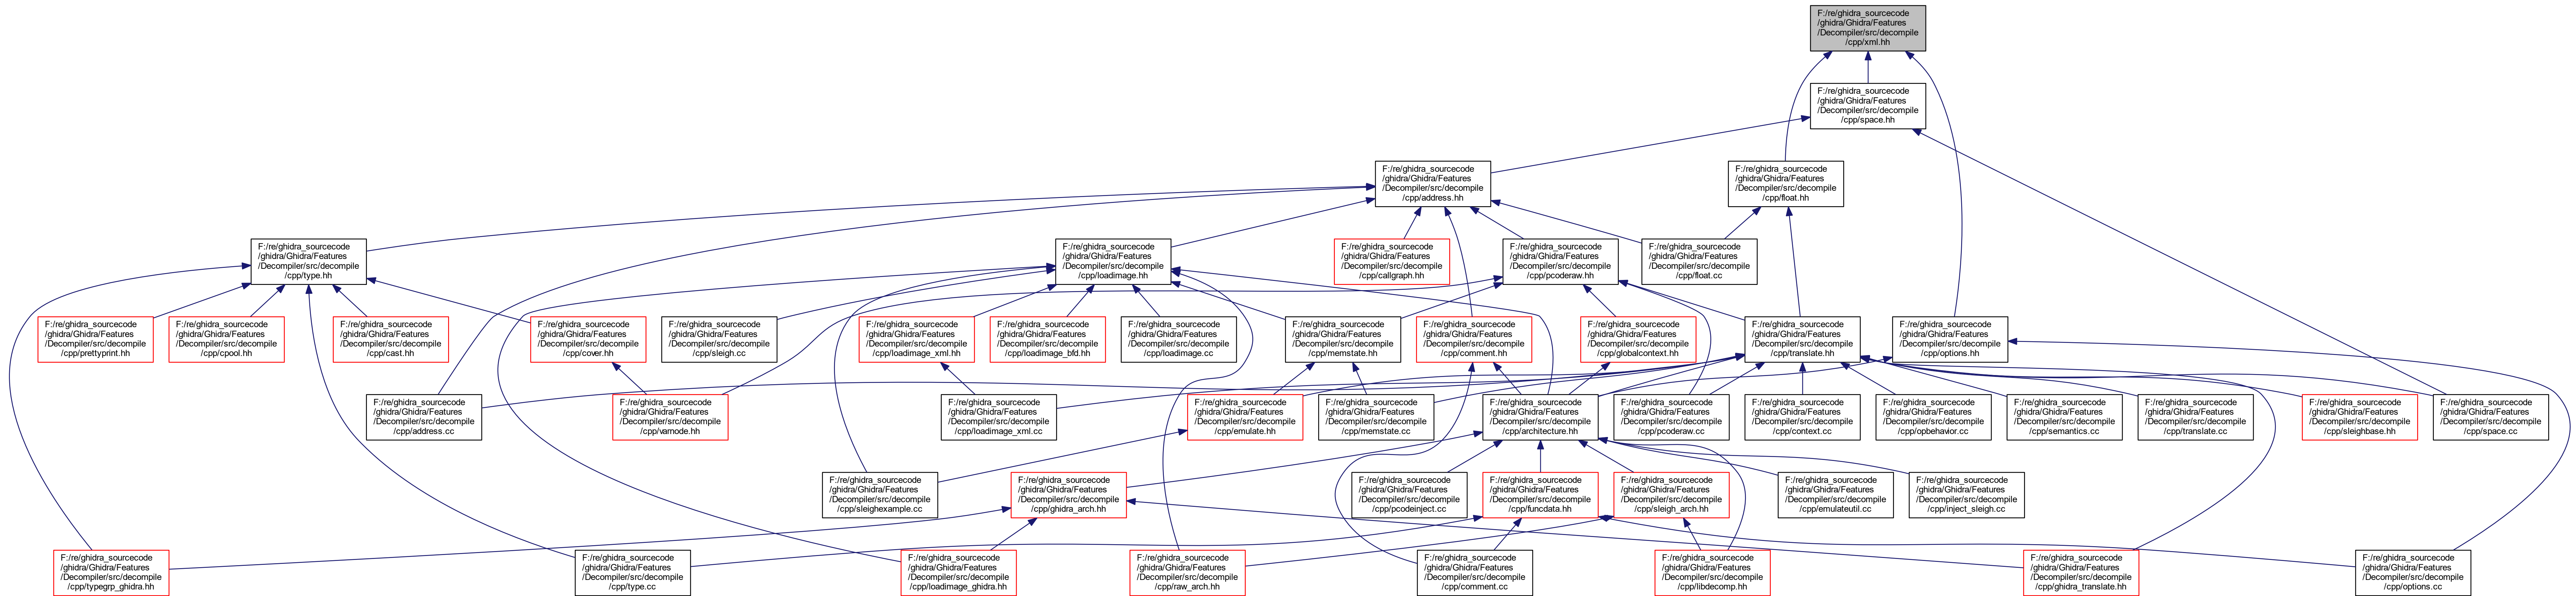 F:/re/ghidra_sourcecode
/ghidra/Ghidra/Features
/Decompiler/src/decompile
/cpp/xml.hh
F:/re/ghidra_sourcecode
/ghidra/Ghidra/Features
/Decompiler/src/decompile
/cpp/space.hh
F:/re/ghidra_sourcecode
/ghidra/Ghidra/Features
/Decompiler/src/decompile
/cpp/address.hh
F:/re/ghidra_sourcecode
/ghidra/Ghidra/Features
/Decompiler/src/decompile
/cpp/float.hh
F:/re/ghidra_sourcecode
/ghidra/Ghidra/Features
/Decompiler/src/decompile
/cpp/type.hh
F:/re/ghidra_sourcecode
/ghidra/Ghidra/Features
/Decompiler/src/decompile
/cpp/loadimage.hh
F:/re/ghidra_sourcecode
/ghidra/Ghidra/Features
/Decompiler/src/decompile
/cpp/callgraph.hh
F:/re/ghidra_sourcecode
/ghidra/Ghidra/Features
/Decompiler/src/decompile
/cpp/pcoderaw.hh
F:/re/ghidra_sourcecode
/ghidra/Ghidra/Features
/Decompiler/src/decompile
/cpp/float.cc
F:/re/ghidra_sourcecode
/ghidra/Ghidra/Features
/Decompiler/src/decompile
/cpp/prettyprint.hh
F:/re/ghidra_sourcecode
/ghidra/Ghidra/Features
/Decompiler/src/decompile
/cpp/cpool.hh
F:/re/ghidra_sourcecode
/ghidra/Ghidra/Features
/Decompiler/src/decompile
/cpp/cast.hh
F:/re/ghidra_sourcecode
/ghidra/Ghidra/Features
/Decompiler/src/decompile
/cpp/cover.hh
F:/re/ghidra_sourcecode
/ghidra/Ghidra/Features
/Decompiler/src/decompile
/cpp/sleigh.cc
F:/re/ghidra_sourcecode
/ghidra/Ghidra/Features
/Decompiler/src/decompile
/cpp/loadimage_xml.hh
F:/re/ghidra_sourcecode
/ghidra/Ghidra/Features
/Decompiler/src/decompile
/cpp/loadimage_bfd.hh
F:/re/ghidra_sourcecode
/ghidra/Ghidra/Features
/Decompiler/src/decompile
/cpp/loadimage.cc
F:/re/ghidra_sourcecode
/ghidra/Ghidra/Features
/Decompiler/src/decompile
/cpp/memstate.hh
F:/re/ghidra_sourcecode
/ghidra/Ghidra/Features
/Decompiler/src/decompile
/cpp/comment.hh
F:/re/ghidra_sourcecode
/ghidra/Ghidra/Features
/Decompiler/src/decompile
/cpp/globalcontext.hh
F:/re/ghidra_sourcecode
/ghidra/Ghidra/Features
/Decompiler/src/decompile
/cpp/translate.hh
F:/re/ghidra_sourcecode
/ghidra/Ghidra/Features
/Decompiler/src/decompile
/cpp/options.hh
F:/re/ghidra_sourcecode
/ghidra/Ghidra/Features
/Decompiler/src/decompile
/cpp/address.cc
F:/re/ghidra_sourcecode
/ghidra/Ghidra/Features
/Decompiler/src/decompile
/cpp/varnode.hh
F:/re/ghidra_sourcecode
/ghidra/Ghidra/Features
/Decompiler/src/decompile
/cpp/loadimage_xml.cc
F:/re/ghidra_sourcecode
/ghidra/Ghidra/Features
/Decompiler/src/decompile
/cpp/emulate.hh
F:/re/ghidra_sourcecode
/ghidra/Ghidra/Features
/Decompiler/src/decompile
/cpp/memstate.cc
F:/re/ghidra_sourcecode
/ghidra/Ghidra/Features
/Decompiler/src/decompile
/cpp/architecture.hh
F:/re/ghidra_sourcecode
/ghidra/Ghidra/Features
/Decompiler/src/decompile
/cpp/pcoderaw.cc
F:/re/ghidra_sourcecode
/ghidra/Ghidra/Features
/Decompiler/src/decompile
/cpp/context.cc
F:/re/ghidra_sourcecode
/ghidra/Ghidra/Features
/Decompiler/src/decompile
/cpp/opbehavior.cc
F:/re/ghidra_sourcecode
/ghidra/Ghidra/Features
/Decompiler/src/decompile
/cpp/semantics.cc
F:/re/ghidra_sourcecode
/ghidra/Ghidra/Features
/Decompiler/src/decompile
/cpp/translate.cc
F:/re/ghidra_sourcecode
/ghidra/Ghidra/Features
/Decompiler/src/decompile
/cpp/sleighbase.hh
F:/re/ghidra_sourcecode
/ghidra/Ghidra/Features
/Decompiler/src/decompile
/cpp/space.cc
F:/re/ghidra_sourcecode
/ghidra/Ghidra/Features
/Decompiler/src/decompile
/cpp/sleighexample.cc
F:/re/ghidra_sourcecode
/ghidra/Ghidra/Features
/Decompiler/src/decompile
/cpp/ghidra_arch.hh
F:/re/ghidra_sourcecode
/ghidra/Ghidra/Features
/Decompiler/src/decompile
/cpp/pcodeinject.cc
F:/re/ghidra_sourcecode
/ghidra/Ghidra/Features
/Decompiler/src/decompile
/cpp/funcdata.hh
F:/re/ghidra_sourcecode
/ghidra/Ghidra/Features
/Decompiler/src/decompile
/cpp/sleigh_arch.hh
F:/re/ghidra_sourcecode
/ghidra/Ghidra/Features
/Decompiler/src/decompile
/cpp/emulateutil.cc
F:/re/ghidra_sourcecode
/ghidra/Ghidra/Features
/Decompiler/src/decompile
/cpp/inject_sleigh.cc
F:/re/ghidra_sourcecode
/ghidra/Ghidra/Features
/Decompiler/src/decompile
/cpp/typegrp_ghidra.hh
F:/re/ghidra_sourcecode
/ghidra/Ghidra/Features
/Decompiler/src/decompile
/cpp/type.cc
F:/re/ghidra_sourcecode
/ghidra/Ghidra/Features
/Decompiler/src/decompile
/cpp/loadimage_ghidra.hh
F:/re/ghidra_sourcecode
/ghidra/Ghidra/Features
/Decompiler/src/decompile
/cpp/raw_arch.hh
F:/re/ghidra_sourcecode
/ghidra/Ghidra/Features
/Decompiler/src/decompile
/cpp/comment.cc
F:/re/ghidra_sourcecode
/ghidra/Ghidra/Features
/Decompiler/src/decompile
/cpp/libdecomp.hh
F:/re/ghidra_sourcecode
/ghidra/Ghidra/Features
/Decompiler/src/decompile
/cpp/ghidra_translate.hh
F:/re/ghidra_sourcecode
/ghidra/Ghidra/Features
/Decompiler/src/decompile
/cpp/options.cc